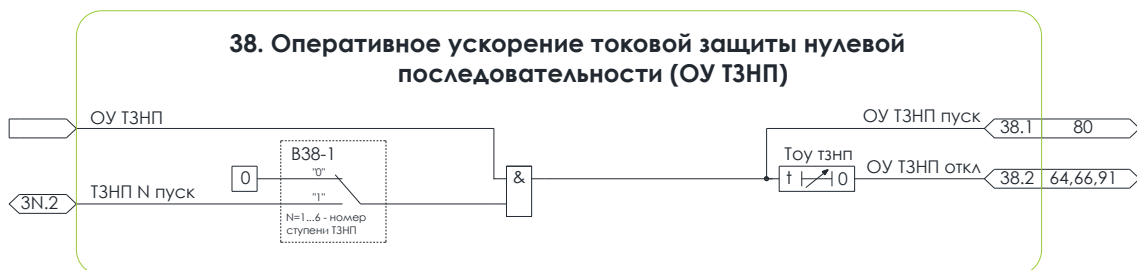 38. Оперативное ускорение токовой защиты нулевой
последовательности (ОУ ТЗНП)
ОУ ТЗНП
ОУ ТЗНП пуск
38.1
80
В38-1
"0"
0
"1"
&
Tоу тзнп
t
0
ОУ ТЗНП откл
38.2
64,66,91
3N.2
ТЗНП N пуск
N=1...6 - номер
ступени ТЗНП